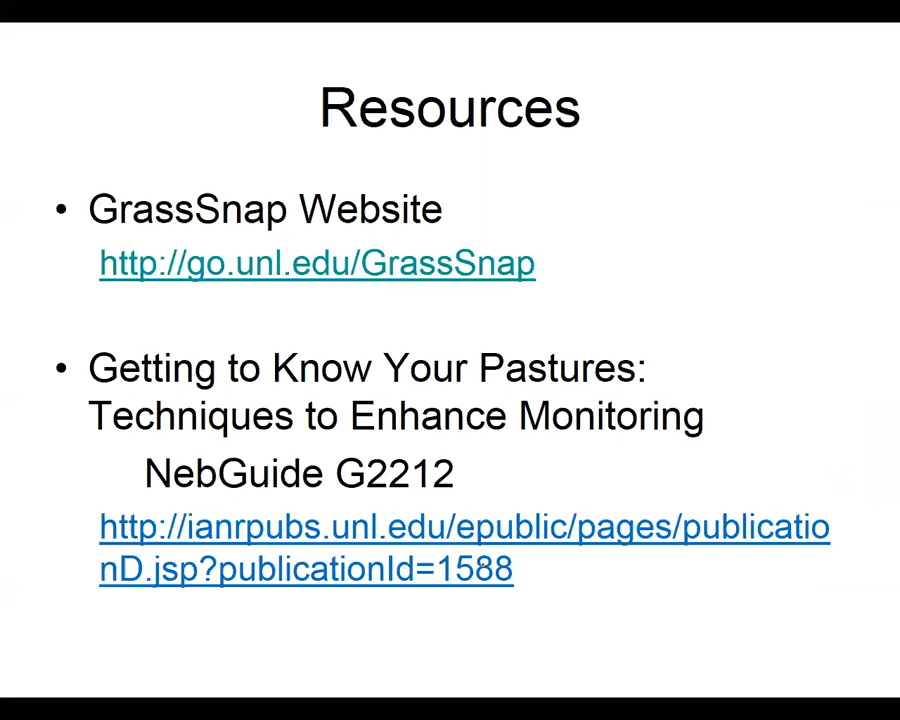 Resources
• GrassSnap Website
http://go.unl.edu/GrassSnap
• Getting to Know Your Pastures:
Techniques to Enhance Monitoring
NebGuide G2212
http://ianrpubs.unl.edu/epublic/pages/publicatio
nD.jsp?publicationId=1588